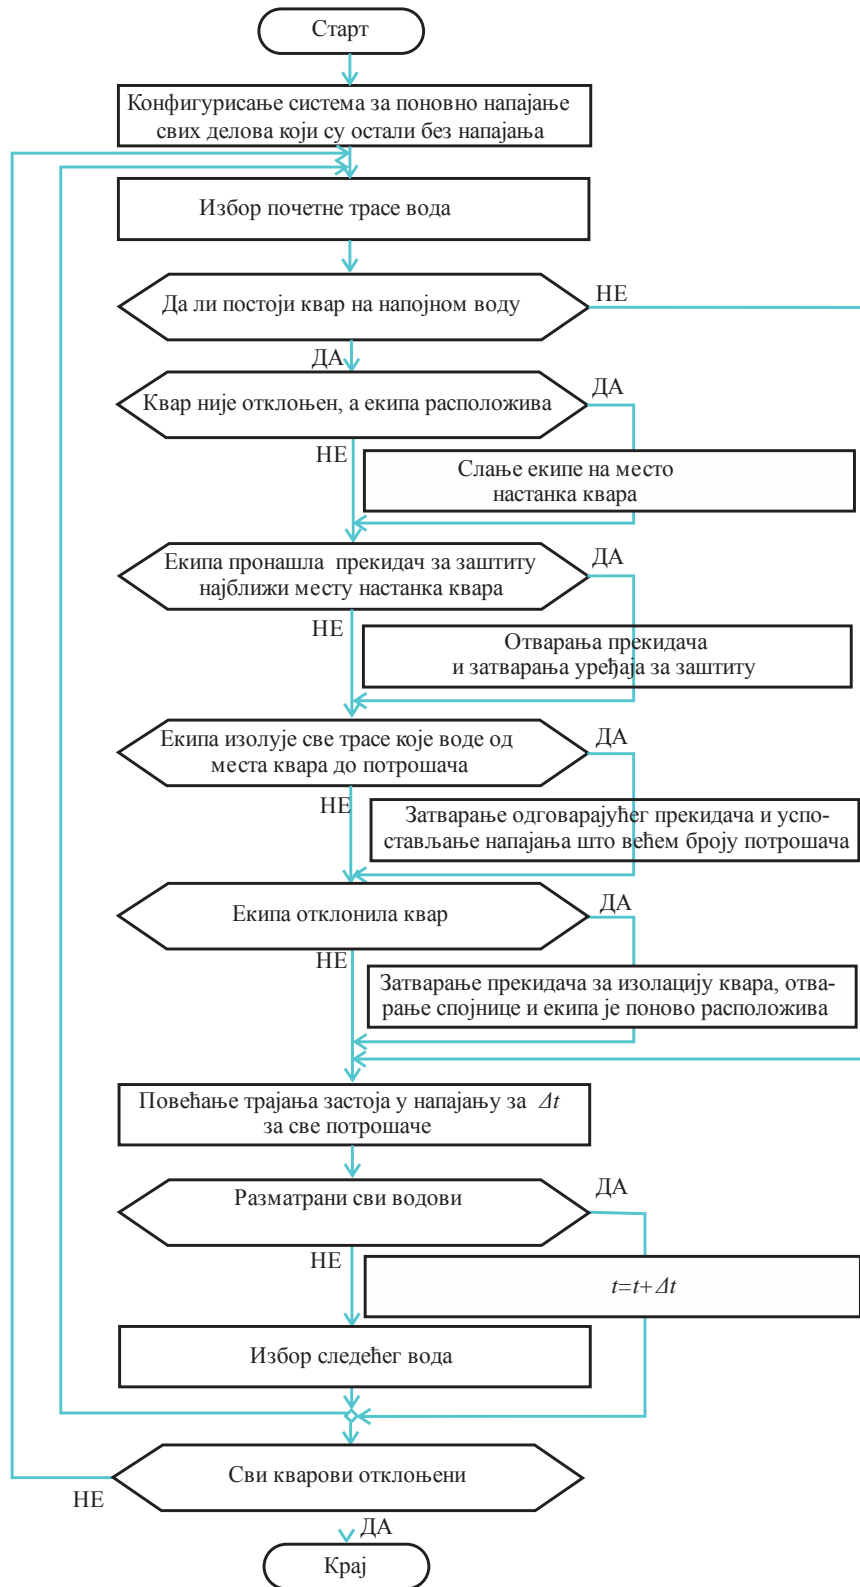 Старт
Конфигурисање система за поновно напајање
свих делова који су остали без напајања
Избор почетне трасе вода
Да ли постоји квар на напојном воду
НЕ
ДА
Квар није отклоњен, а екипа расположива
ДА
НЕ
Слање екипе на место
настанка квара
Екипа пронашла прекидач за заштиту
најближи месту настанка квара
ДА
НЕ
Отварања прекидача
и затварања уређаја за заштиту
Екипа изолује све трасе које воде од
места квара до потрошача
ДА
НЕ
Затварање одговарајућег прекидача и успо-
стављање напајања што већем броју потрошача
Екипа отклонила квар
ДА
НЕ
Затварање прекидача за изолацију квара, отва-
рање спојнице и екипа је поново расположива
Повећање трајања застоја у напајању за Δt
за све потрошаче
Разматрани сви водови
ДА
НЕ
t=t+Δt
Избор следећег вода
Сви кварови отклоњени
НЕ
ДА
Крај